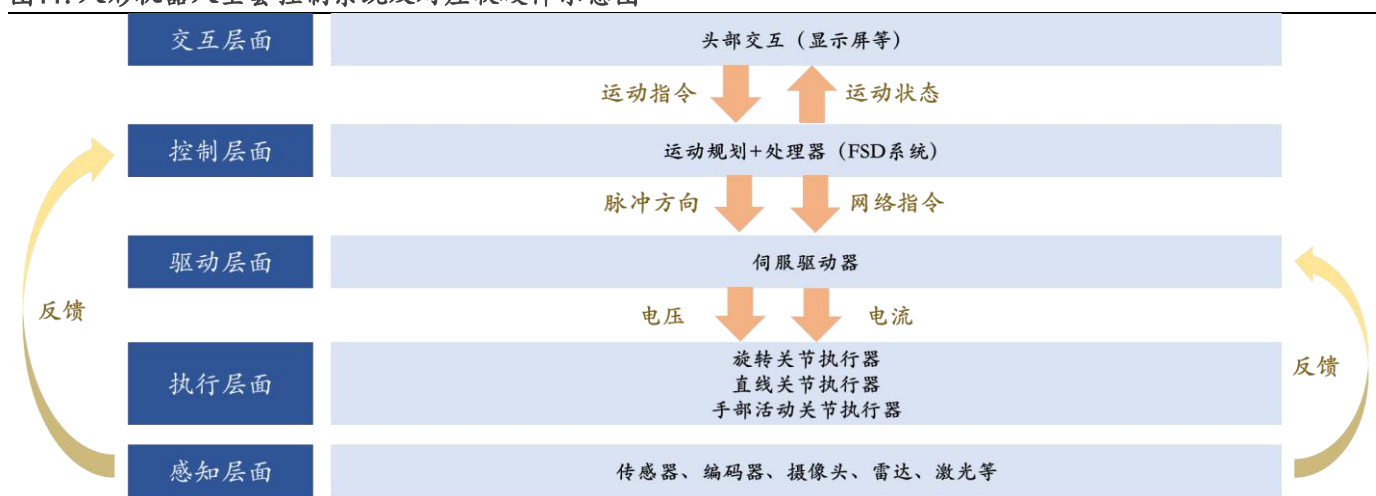 交互层面
头部交互（显示屏等）
运动指令
运动状态
控制层面
运动规划+处理器（FSD系统）
脉冲方向
网络指令
驱动层面
伺服驱动器
反馈
电压
电流
反馈
执行层面
旋转关节执行器
直线关节执行器
手部活动关节执行器
感知层面
传感器、编码器、摄像头、雷达、激光等